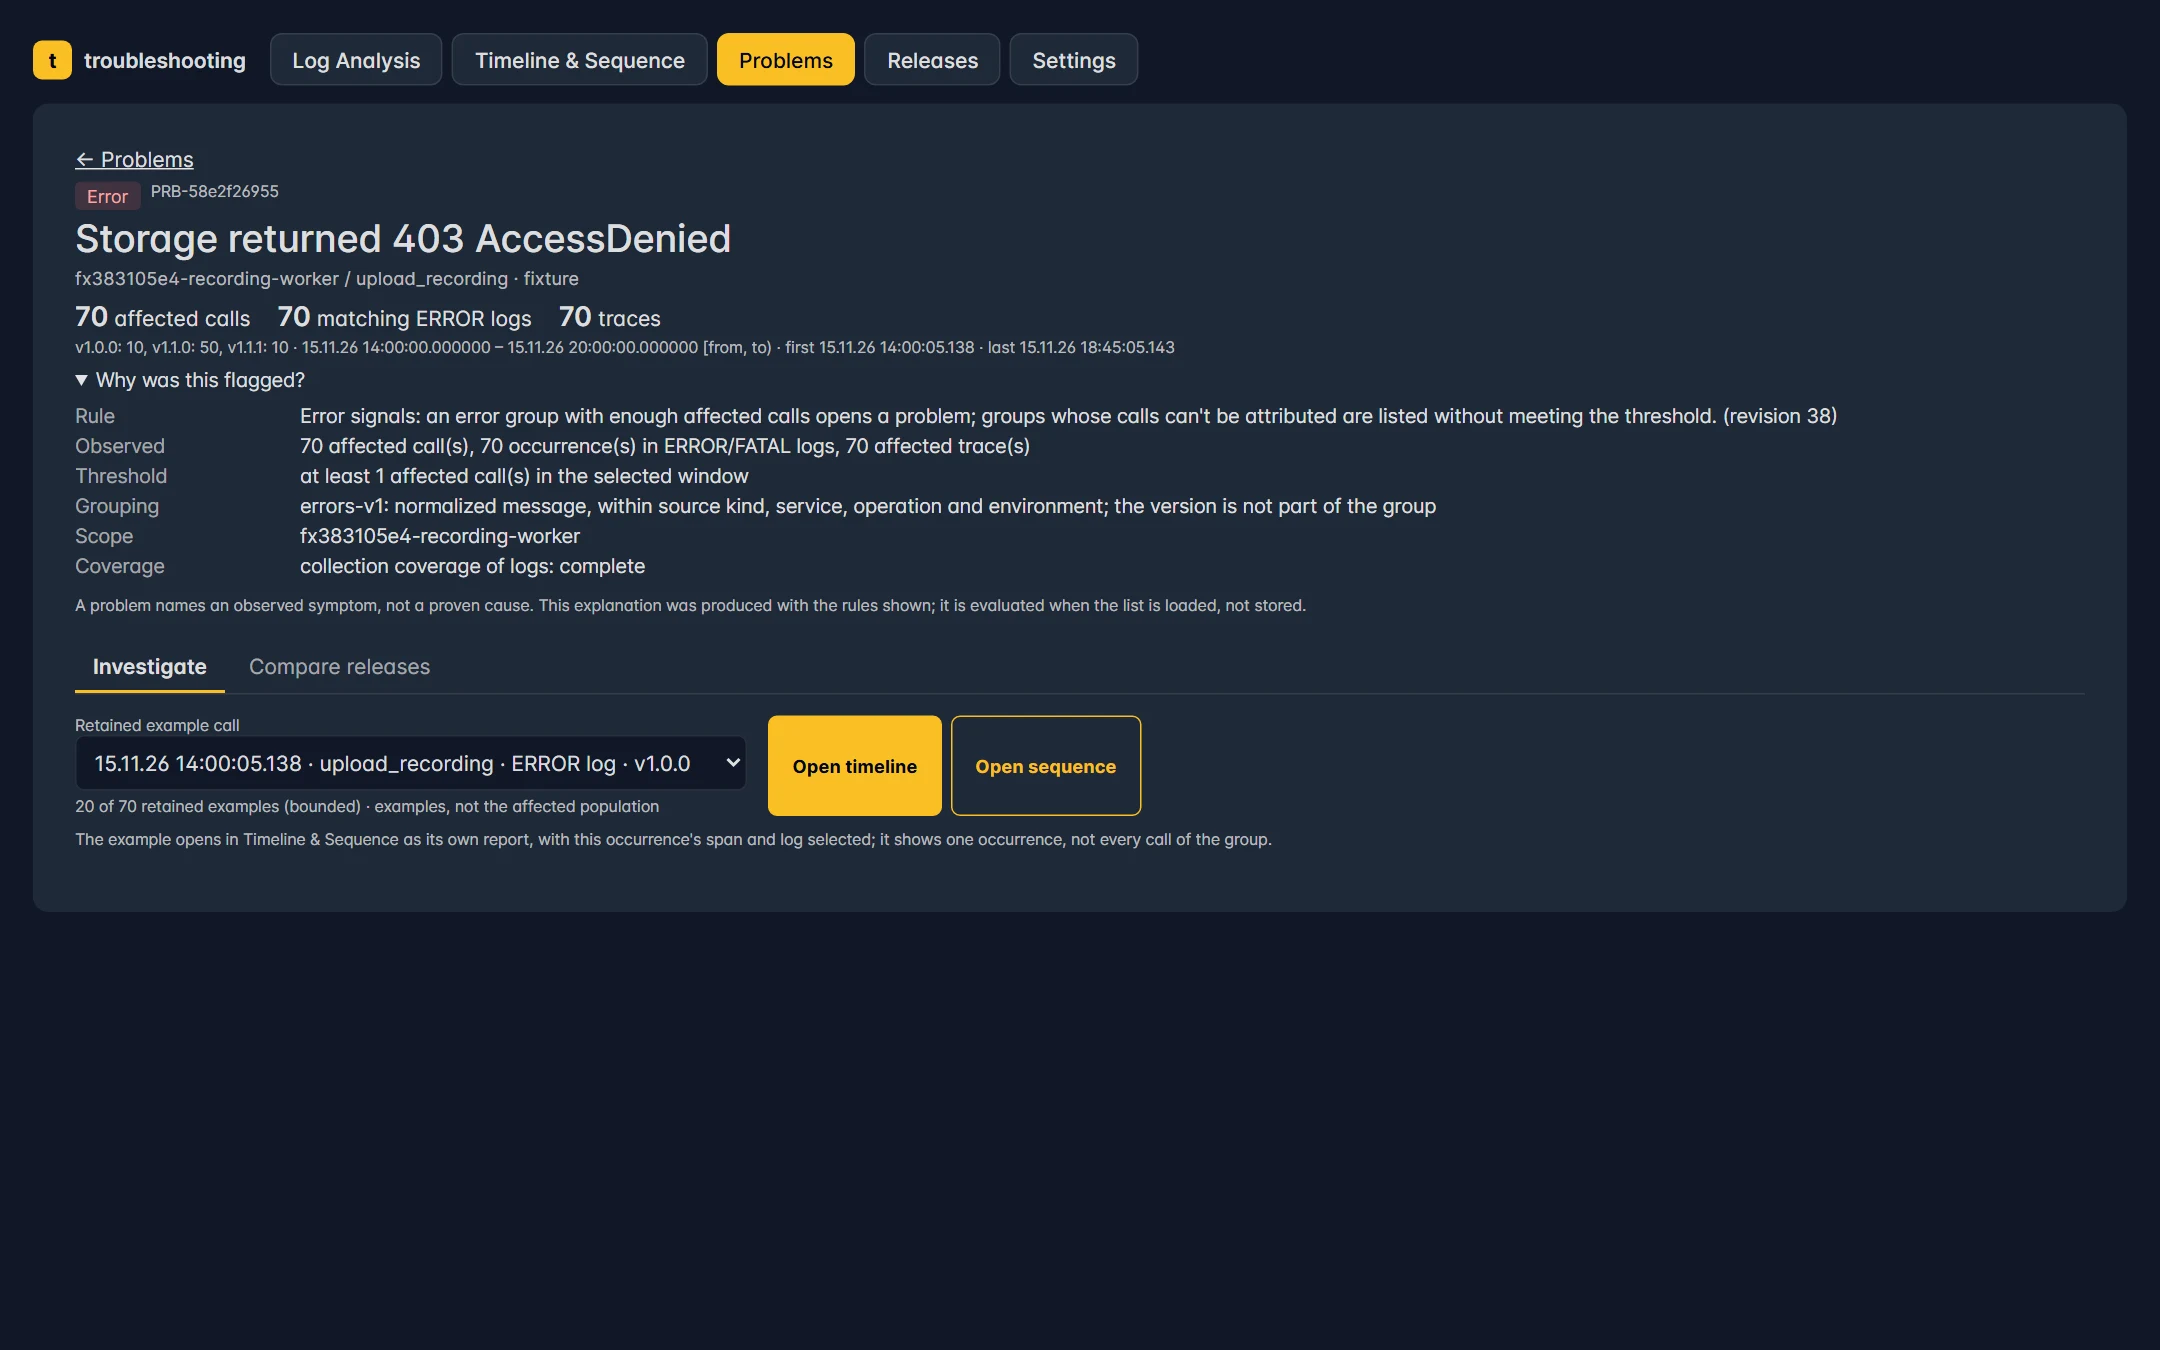 t troubleshooting Log Analysis Timeline & Sequence Problems Releases Settings
← Problems
Error PRB-58e2f26955
Storage returned 403 AccessDenied
fx383105e4-recording-worker / upload_recording · fixture
70 affected calls 70 matching ERROR logs 70 traces
v1.0.0: 10, v1.1.0: 50, v1.1.1: 10 · 15.11.26 14:00:00.000000 – 15.11.26 20:00:00.000000 [from, to) · first 15.11.26 14:00:05.138 · last 15.11.26 18:45:05.143
▼ Why was this flagged?
Rule Error signals: an error group with enough affected calls opens a problem; groups whose calls can't be attributed are listed without meeting the threshold. (revision 38)
Observed 70 affected call(s), 70 occurrence(s) in ERROR/FATAL logs, 70 affected trace(s)
Threshold at least 1 affected call(s) in the selected window
Grouping errors-v1: normalized message, within source kind, service, operation and environment; the version is not part of the group
Scope fx383105e4-recording-worker
Coverage collection coverage of logs: complete
A problem names an observed symptom, not a proven cause. This explanation was produced with the rules shown; it is evaluated when the list is loaded, not stored.
Investigate Compare releases
Retained example call
15.11.26 14:00:05.138 · upload_recording · ERROR log · v1.0.0
Open timeline Open sequence
20 of 70 retained examples (bounded) · examples, not the affected population
The example opens in Timeline & Sequence as its own report, with this occurrence's span and log selected; it shows one occurrence, not every call of the group.